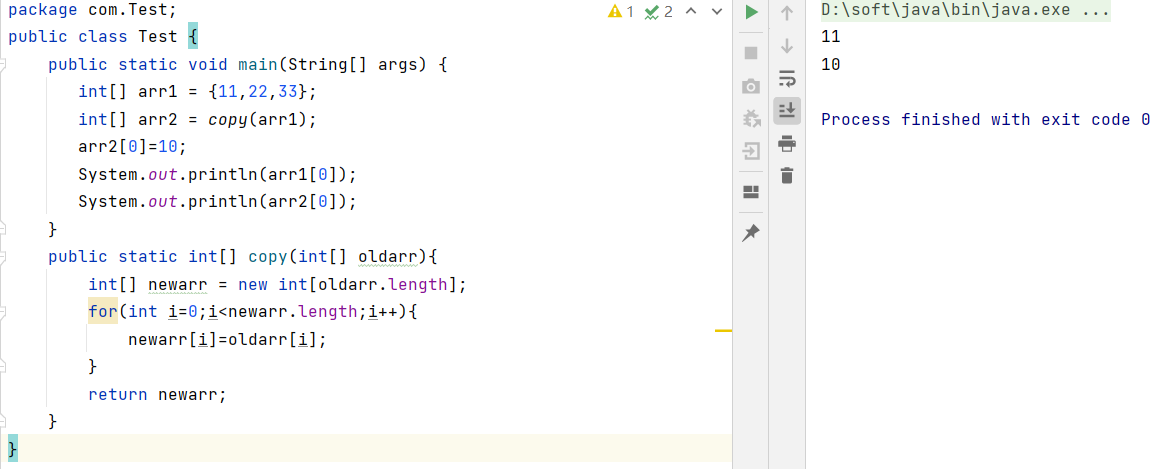 package com.Test;
public class Test {
    public static void main(String[] args) {
       int[] arr1 = {11,22,33};
       int[] arr2 = copy(arr1);
       arr2[0]=10;
       System.out.println(arr1[0]);
       System.out.println(arr2[0]);
    }
    public static int[] copy(int[] oldarr){
        int[] newarr = new int[oldarr.length];
        for(int i=0;i<newarr.length;i++){
            newarr[i]=oldarr[i];
        }
        return newarr;
    }
}
1 2
D:\soft\java\bin\java.exe ...
11
10
Process finished with exit code 0